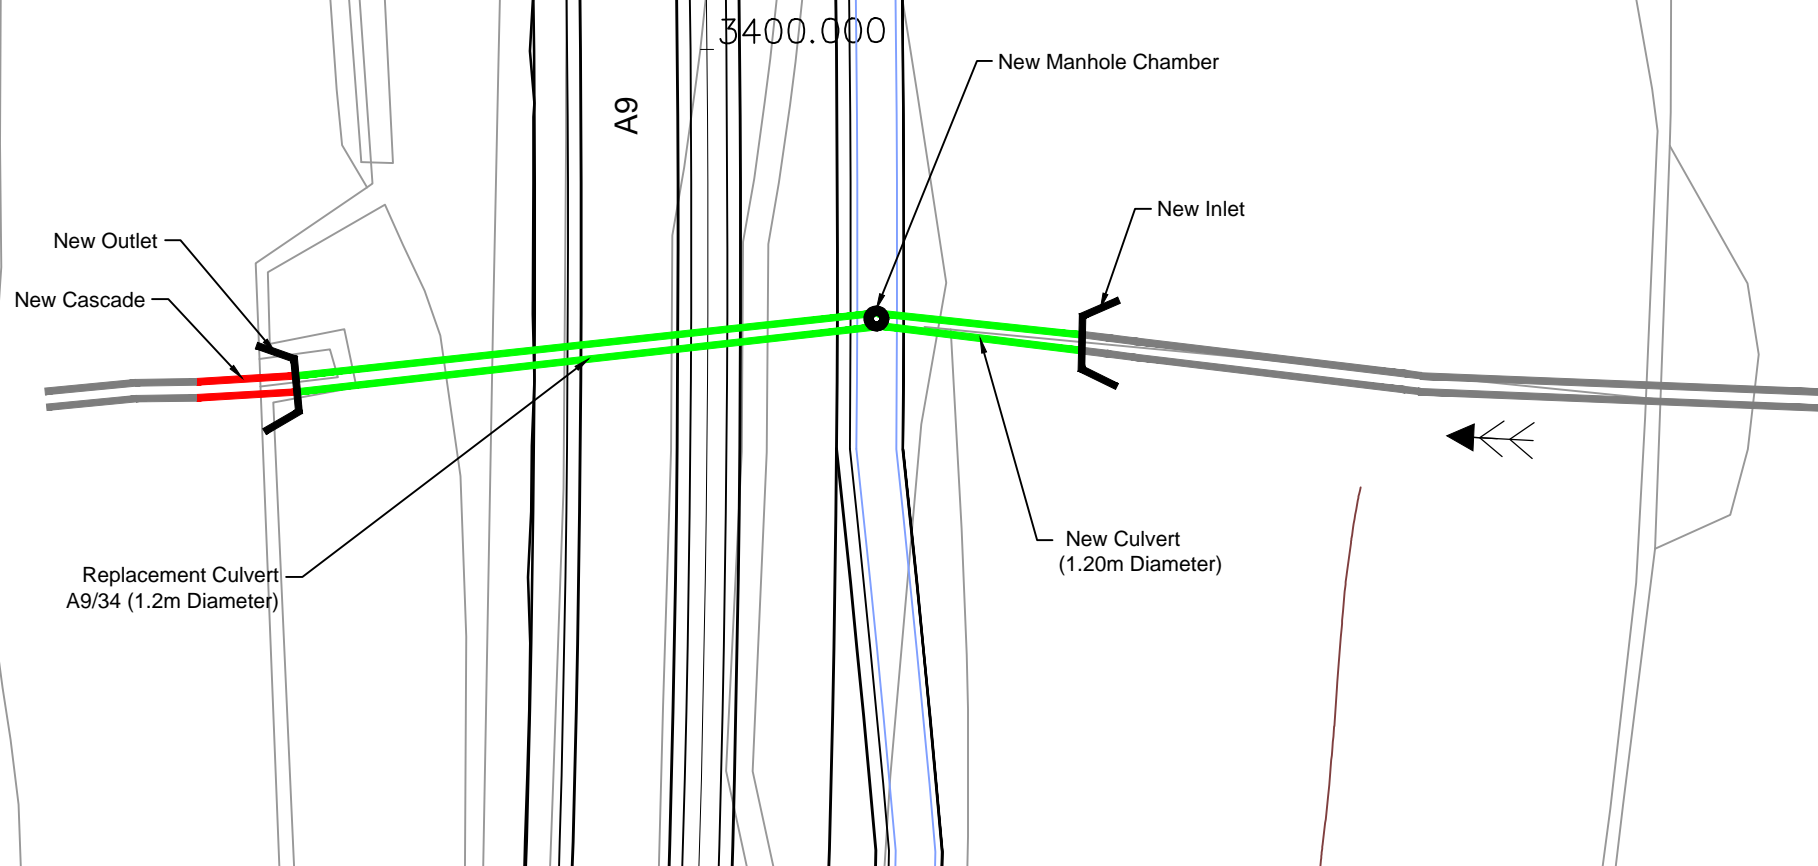 3400.000
New Manhole Chamber
A9
New Inlet
New Outlet
New Cascade
New Culvert
(1.20m Diameter)
Replacement Culvert
A9/34 (1.2m Diameter)